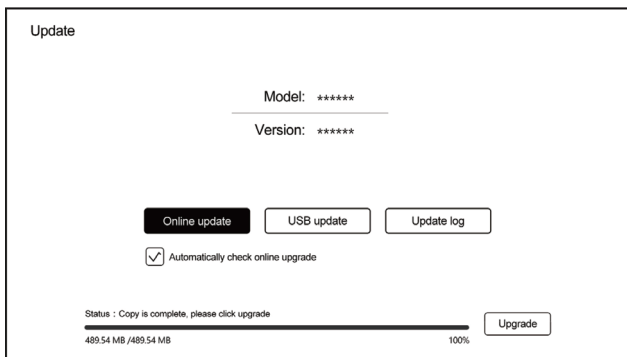 Update
Model: ******
Version: ******
Online update USB update Update log
Automatically check online upgrade
Status : Copy is complete, please click upgrade
Upgrade
489.54 MB /489.54 MB 100%